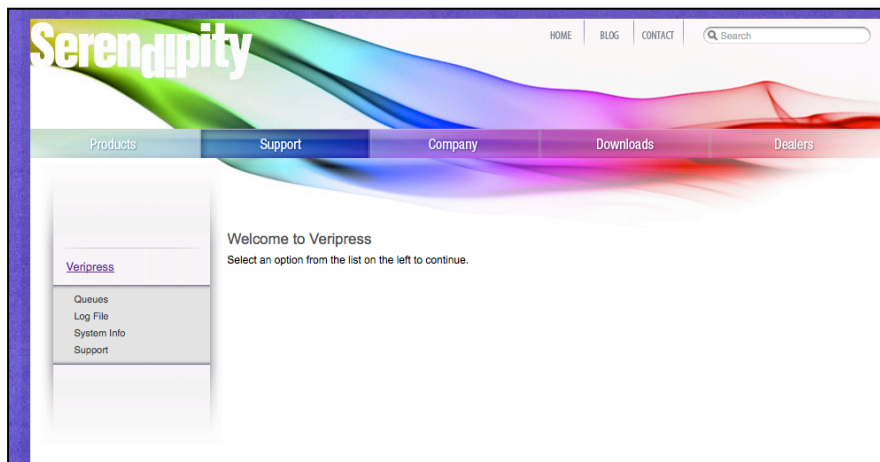 Serendipity
HOME BLOG CONTACT Search
Products Support Company Downloads Dealers
Welcome to Veripress
Select an option from the list on the left to continue.
Veripress
Queues
Log File
System Info
Support